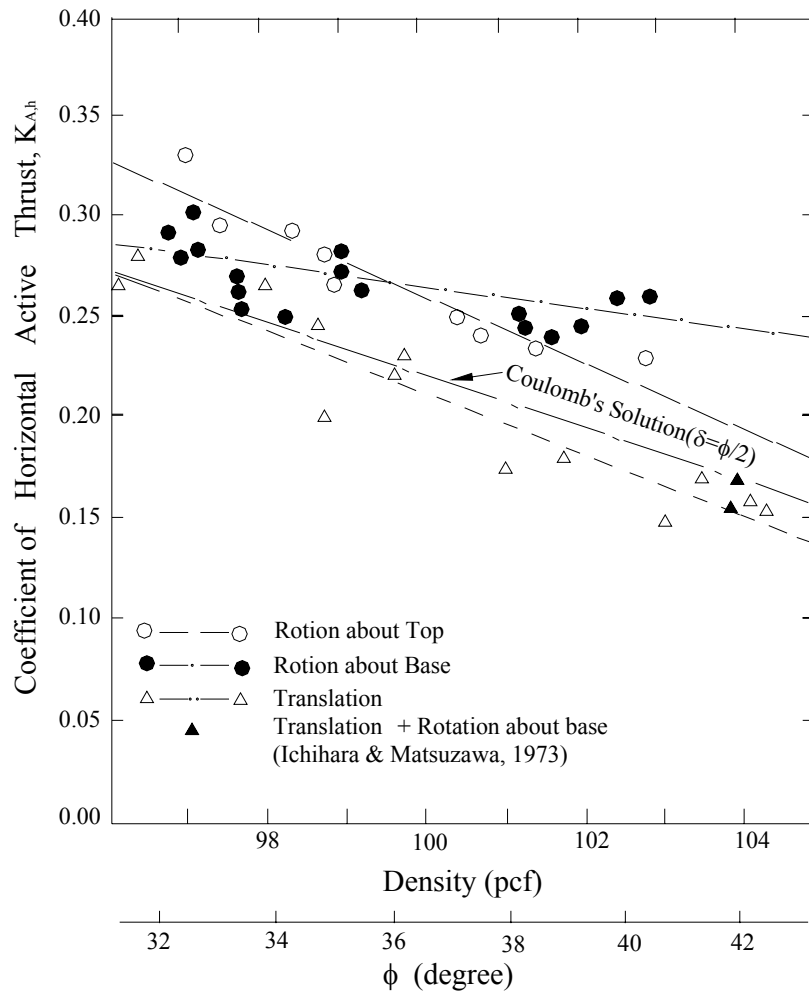 0.40
0.35
0.30
0.25
0.20
0.15
0.10
0.05
0.00
Coefficient of Horizontal Active Thrust, KA,h
Coulomb's Solution(δ=ϕ/2)
Rotion about Top
Rotion about Base
Translation
Translation + Rotation about base
(Ichihara & Matsuzawa, 1973)
98 100 102 104
Density (pcf)
32 34 36 38 40 42
ϕ (degree)